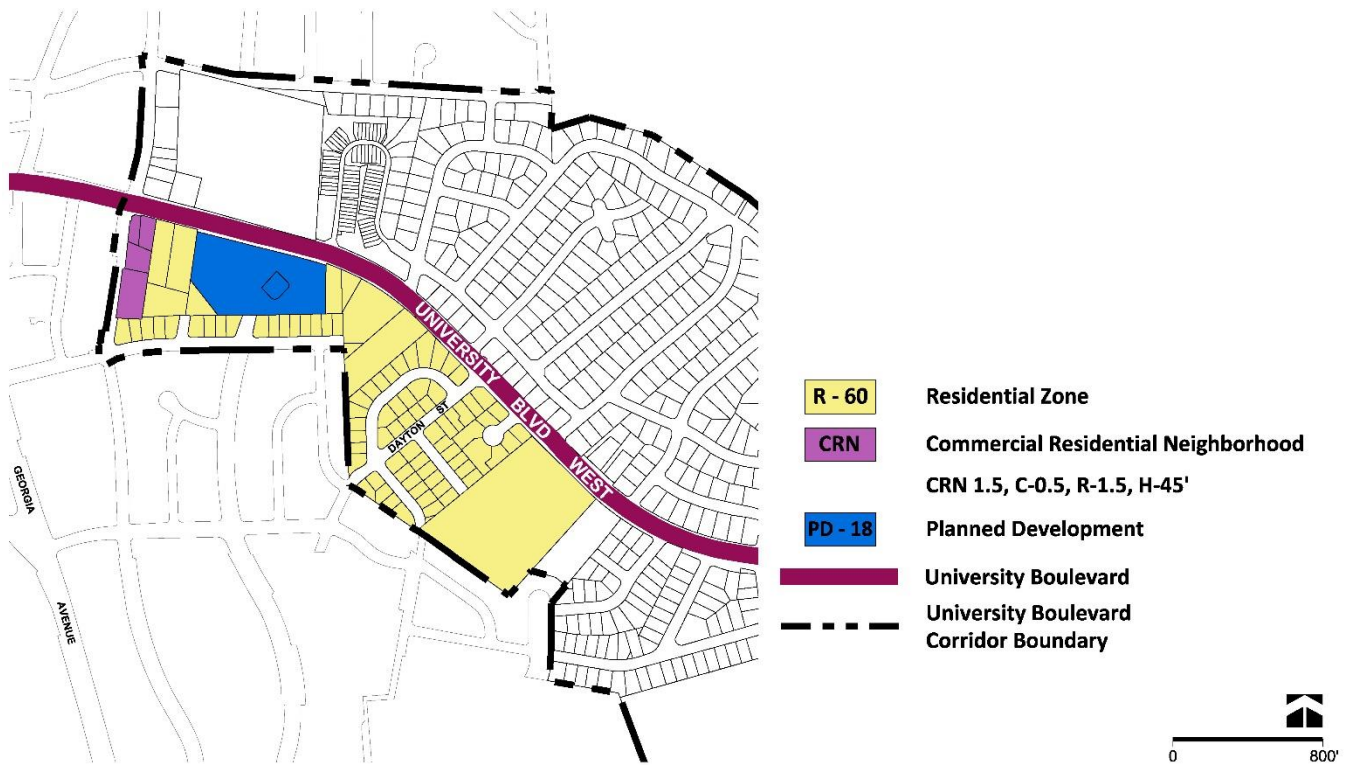 UNIVERSITY BLVD WEST
DAYTON ST
GEORGIA
AVENUE
R - 60
Residential Zone
CRN
Commercial Residential Neighborhood
CRN 1.5, C-0.5, R-1.5, H-45'
PD - 18
Planned Development
University Boulevard
University Boulevard
Corridor Boundary
0 800'